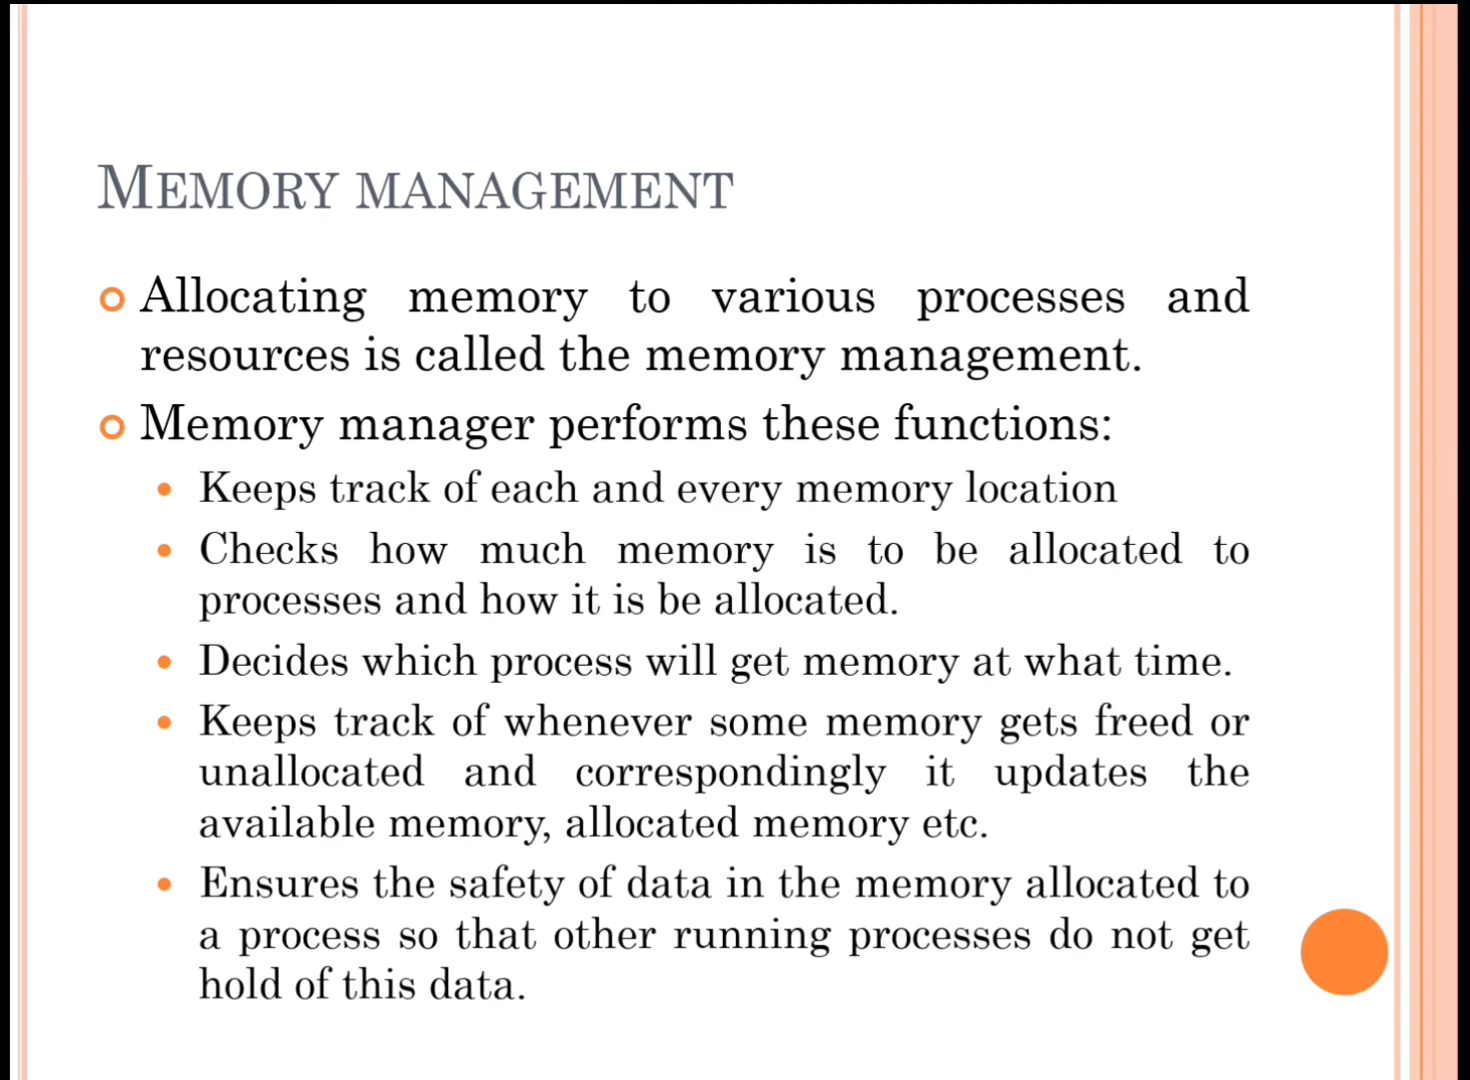 MEMORY MANAGEMENT
Allocating memory to various processes and
resources is called the memory management.
Memory manager performs these functions:
Keeps track of each and every memory location
Checks how much memory is to be allocated to
processes and how it is be allocated.
Decides which process will get memory at what time.
Keeps track of whenever some memory gets freed or
unallocated and correspondingly it updates the
available memory, allocated memory etc.
Ensures the safety of data in the memory allocated to
a process so that other running processes do not get
hold of this data.